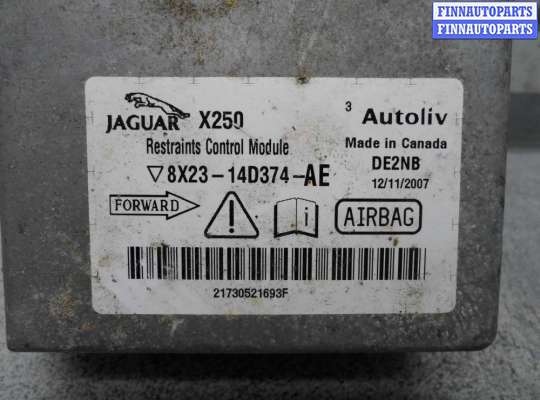 FINNAUTOPARTS
FINNAUTOPARTS
JAGUAR X250
Restraints Control Module
▽8X23-14D374-AE
3 Autoliv
Made in Canada
DE2NB
12/11/2007
FORWARD
i
AIRBAG
21730521693F